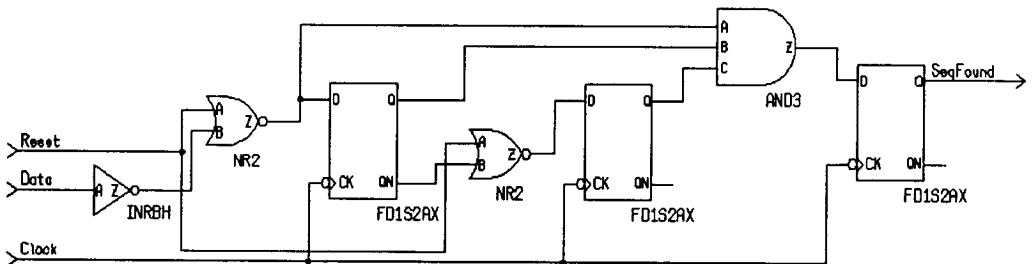 A
B
Z
C
AND3
D
Q
SeqFound
CK
QN
FD1S2AX
A
B
Z
NR2
D
Q
CK
QN
FD1S2AX
A
B
Z
NR2
D
Q
CK
QN
FD1S2AX
Reset
Data
A Z
INRBH
Clock